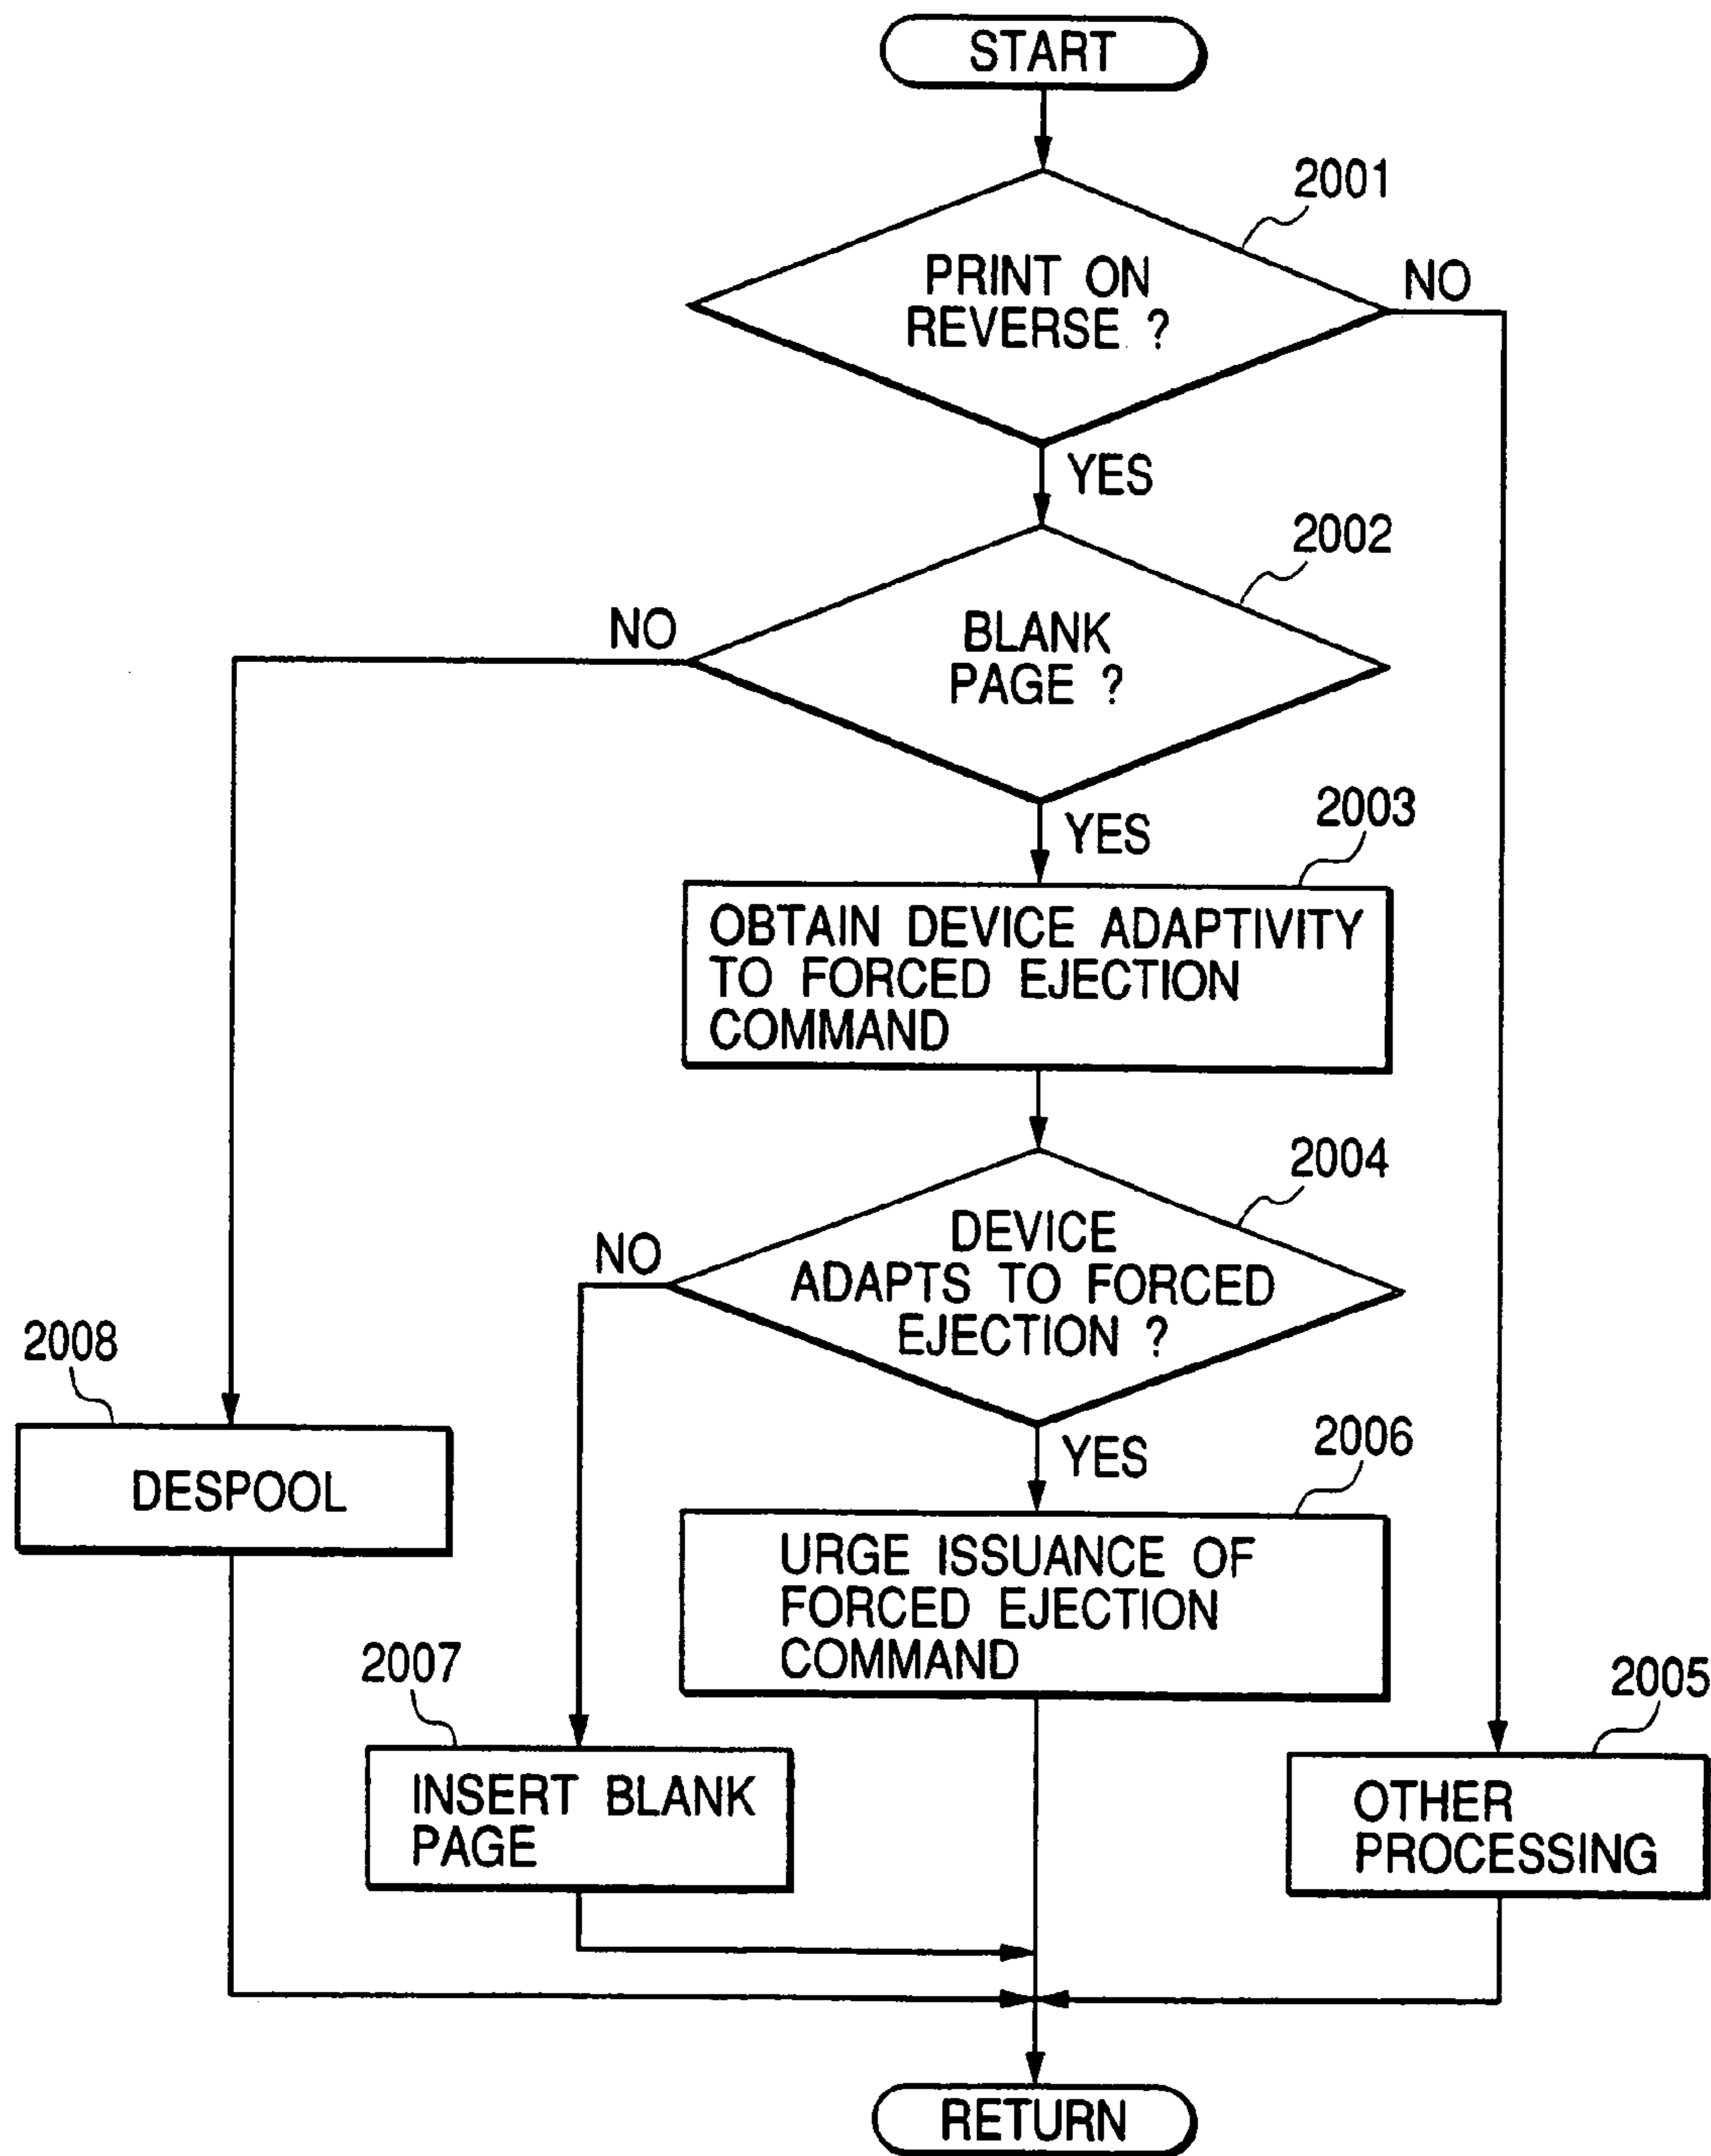 START
2001
PRINT ON
REVERSE ?
NO
YES
2002
NO
BLANK
PAGE ?
YES
2003
OBTAIN DEVICE ADAPTIVITY
TO FORCED EJECTION
COMMAND
2004
NO
DEVICE
ADAPTS TO FORCED
EJECTION ?
2008
YES
2006
DESPOOL
URGE ISSUANCE OF
FORCED EJECTION
COMMAND
2007
2005
INSERT BLANK
PAGE
OTHER
PROCESSING
RETURN